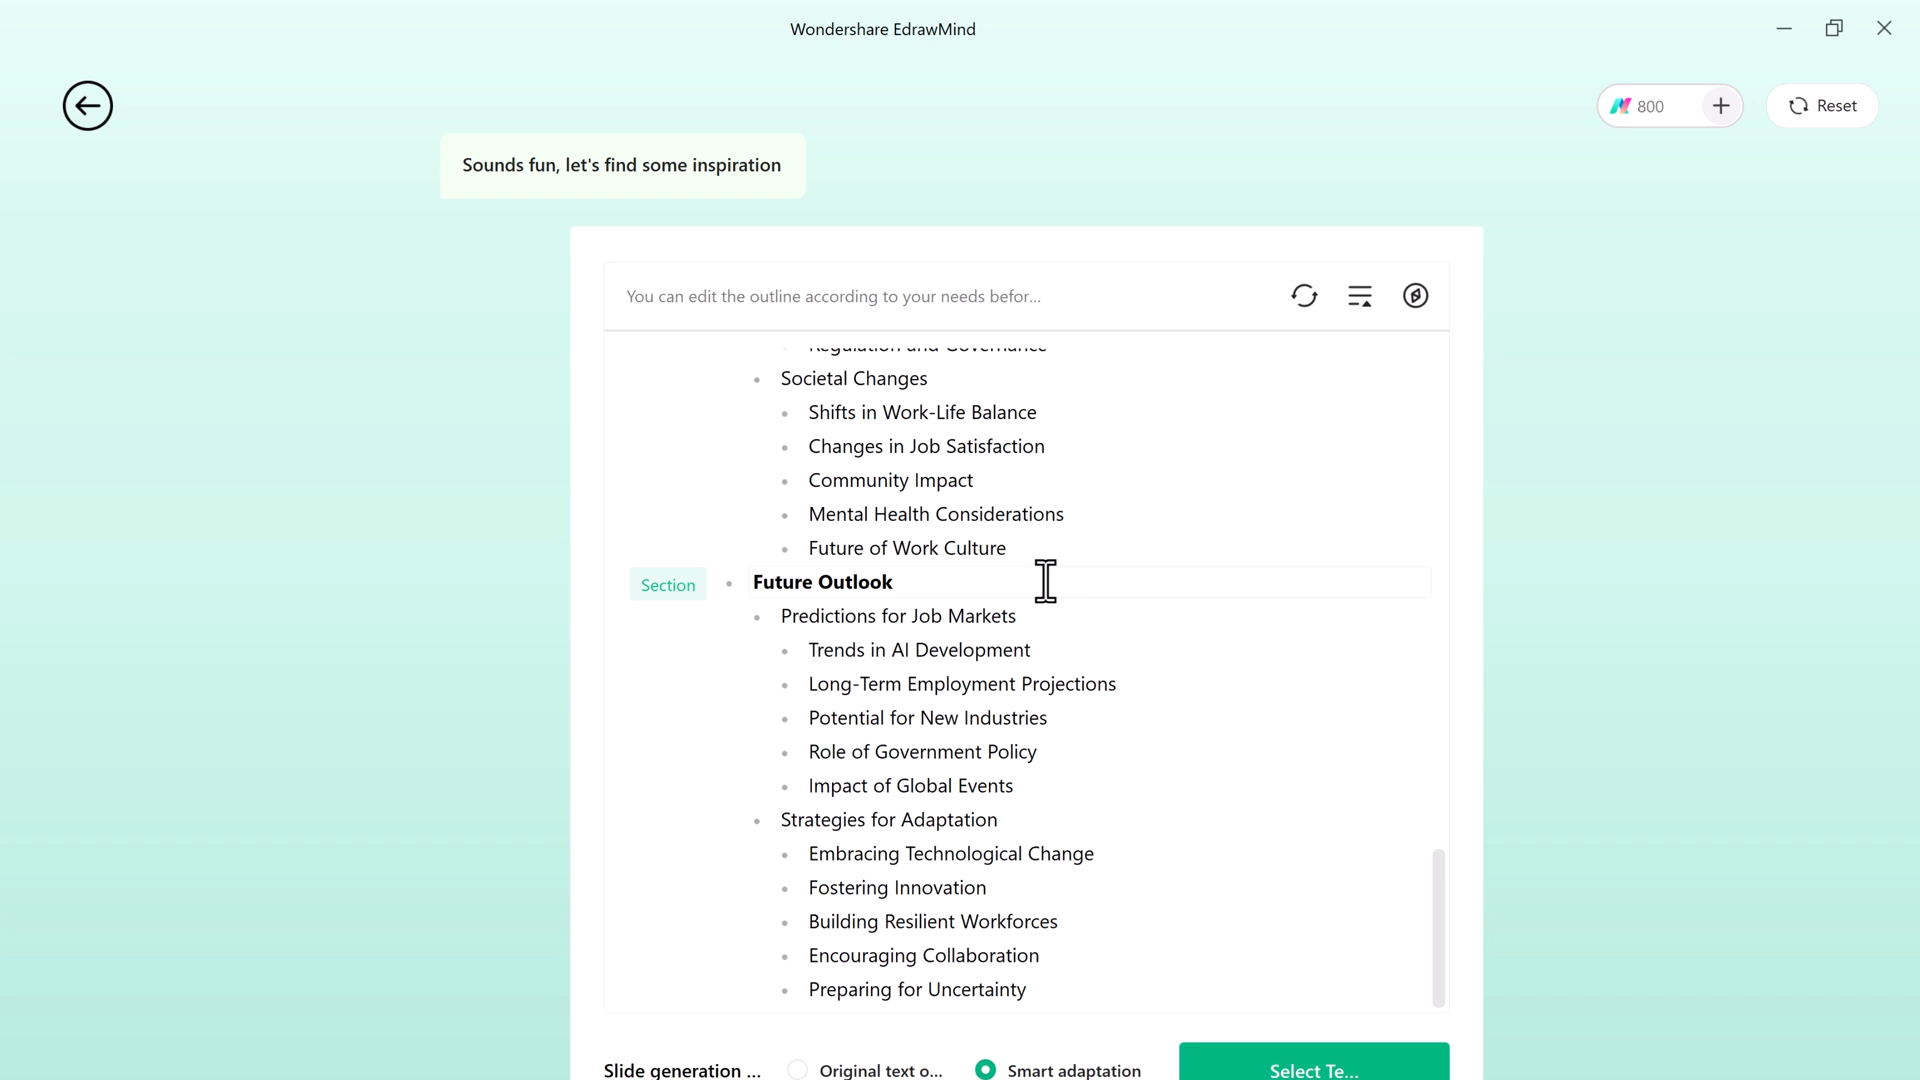 Wondershare EdrawMind
800
Reset
Sounds fun, let's find some inspiration
You can edit the outline according to your needs befor...
Regulation and Governance
Societal Changes
Shifts in Work-Life Balance
Changes in Job Satisfaction
Community Impact
Mental Health Considerations
Future of Work Culture
Section
Future Outlook
Predictions for Job Markets
Trends in AI Development
Long-Term Employment Projections
Potential for New Industries
Role of Government Policy
Impact of Global Events
Strategies for Adaptation
Embracing Technological Change
Fostering Innovation
Building Resilient Workforces
Encouraging Collaboration
Preparing for Uncertainty
Slide generation ... Original text o... Smart adaptation Select Te...